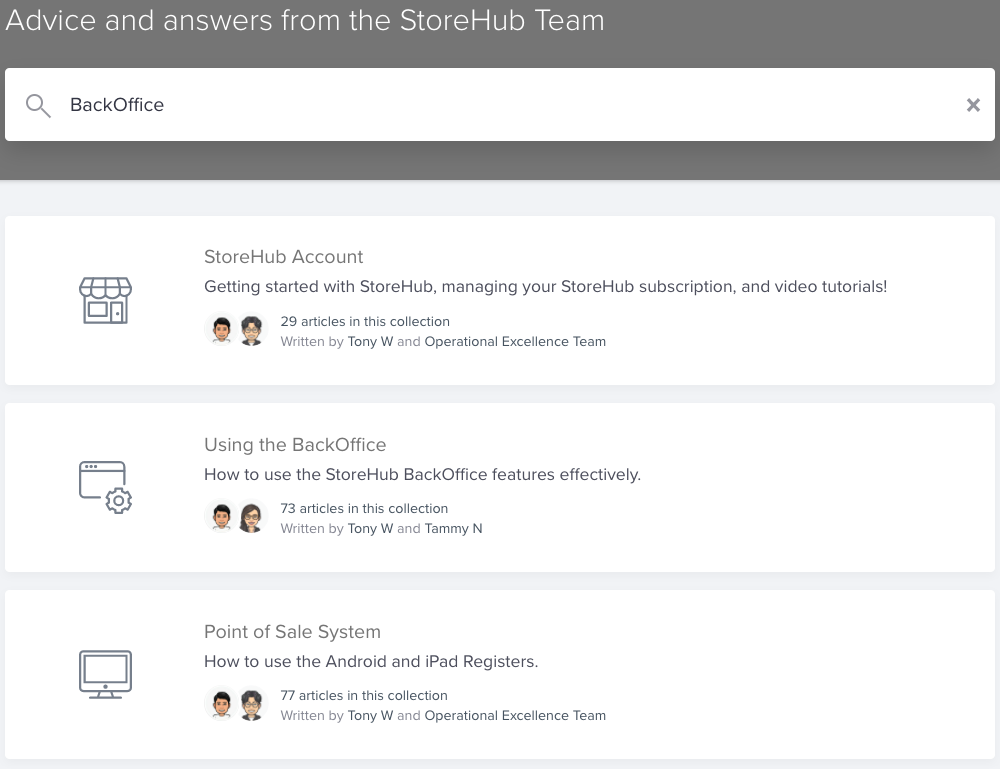 Advice and answers from the StoreHub Team
BackOffice
StoreHub Account
Getting started with StoreHub, managing your StoreHub subscription, and video tutorials!
29 articles in this collection
Written by Tony W and Operational Excellence Team
Using the BackOffice
How to use the StoreHub BackOffice features effectively.
73 articles in this collection
Written by Tony W and Tammy N
Point of Sale System
How to use the Android and iPad Registers.
77 articles in this collection
Written by Tony W and Operational Excellence Team